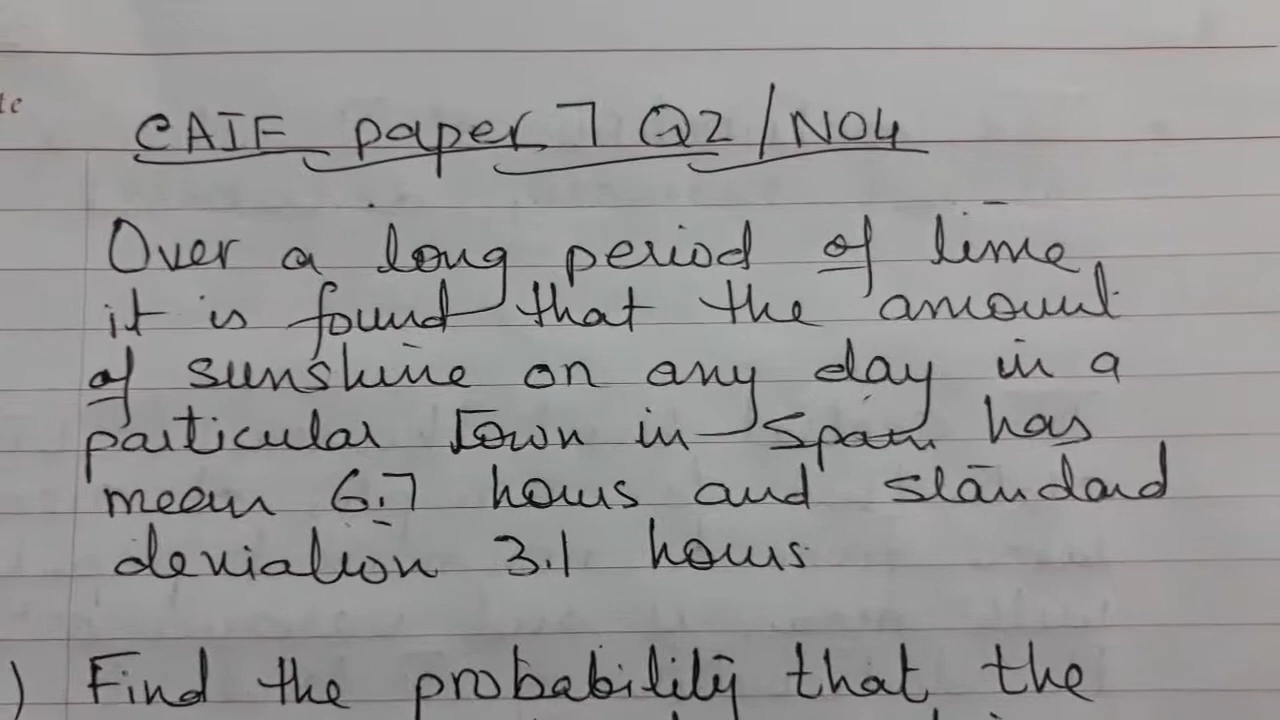 te
CAIE paper 7 Q2/N04
Over a long period of time
it is found that the amount
of sunshine on any day in a
particular town in Spain has
mean 6.7 hours and standard
deviation 3.1 hours
) Find the probability that the